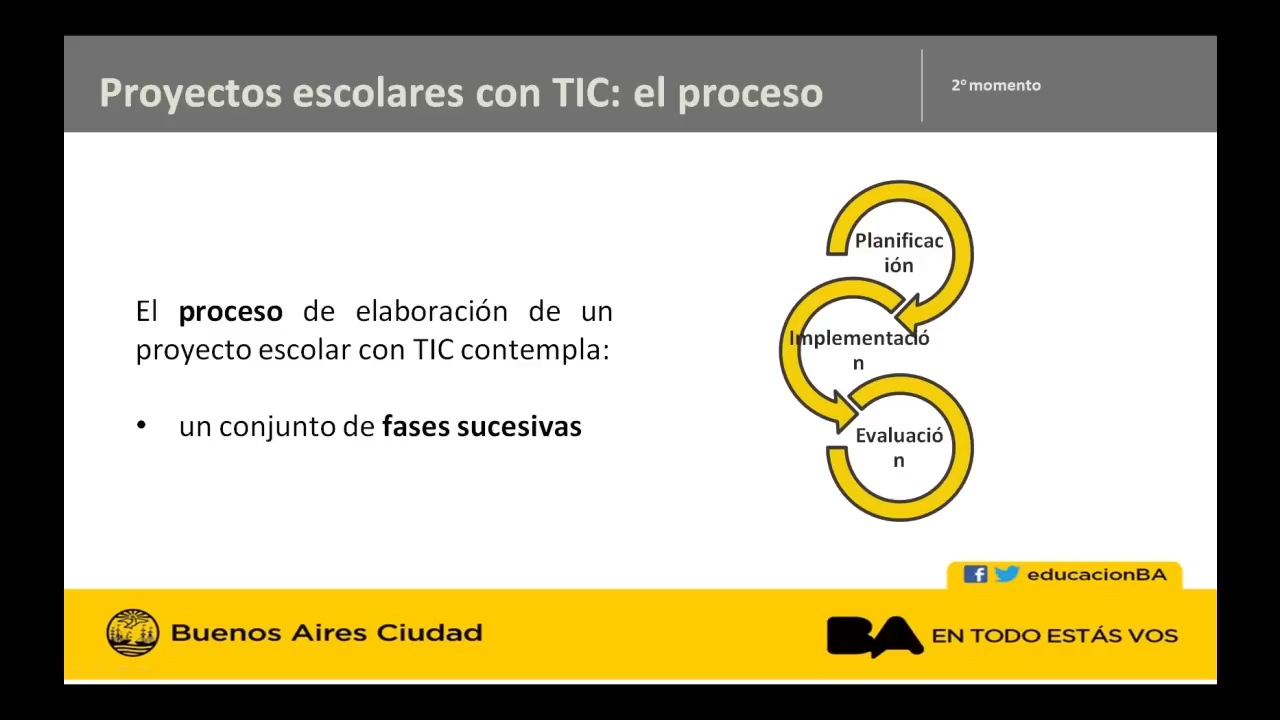 Proyectos escolares con TIC: el proceso
2º momento
El proceso de elaboración de un
proyecto escolar con TIC contempla:
• un conjunto de fases sucesivas
Planificac
ión
Implementació
n
Evaluació
n
educacionBA
Buenos Aires Ciudad
BA EN TODO ESTÁS VOS